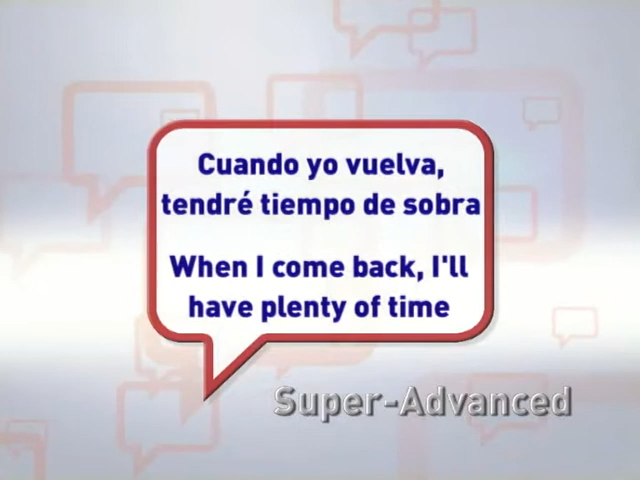 Cuando yo vuelva,
tendré tiempo de sobra
When I come back, I'll
have plenty of time
Super-Advanced